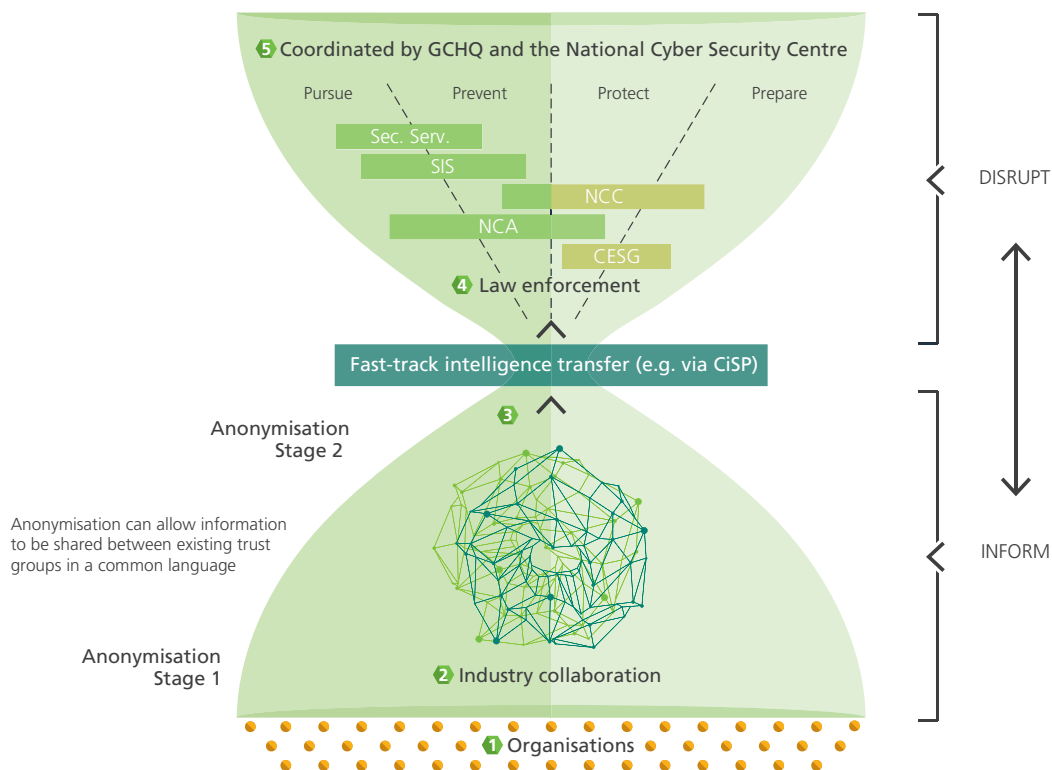 5 Coordinated by GCHQ and the National Cyber Security Centre
Pursue Prevent Protect Prepare
Sec. Serv.
SIS
DISRUPT
NCC
NCA
CESG
4 Law enforcement
Fast-track intelligence transfer (e.g. via CiSP)
3
Anonymisation
Stage 2
Anonymisation can allow information
to be shared between existing trust
groups in a common language
INFORM
Anonymisation
Stage 1
2 Industry collaboration
1 Organisations